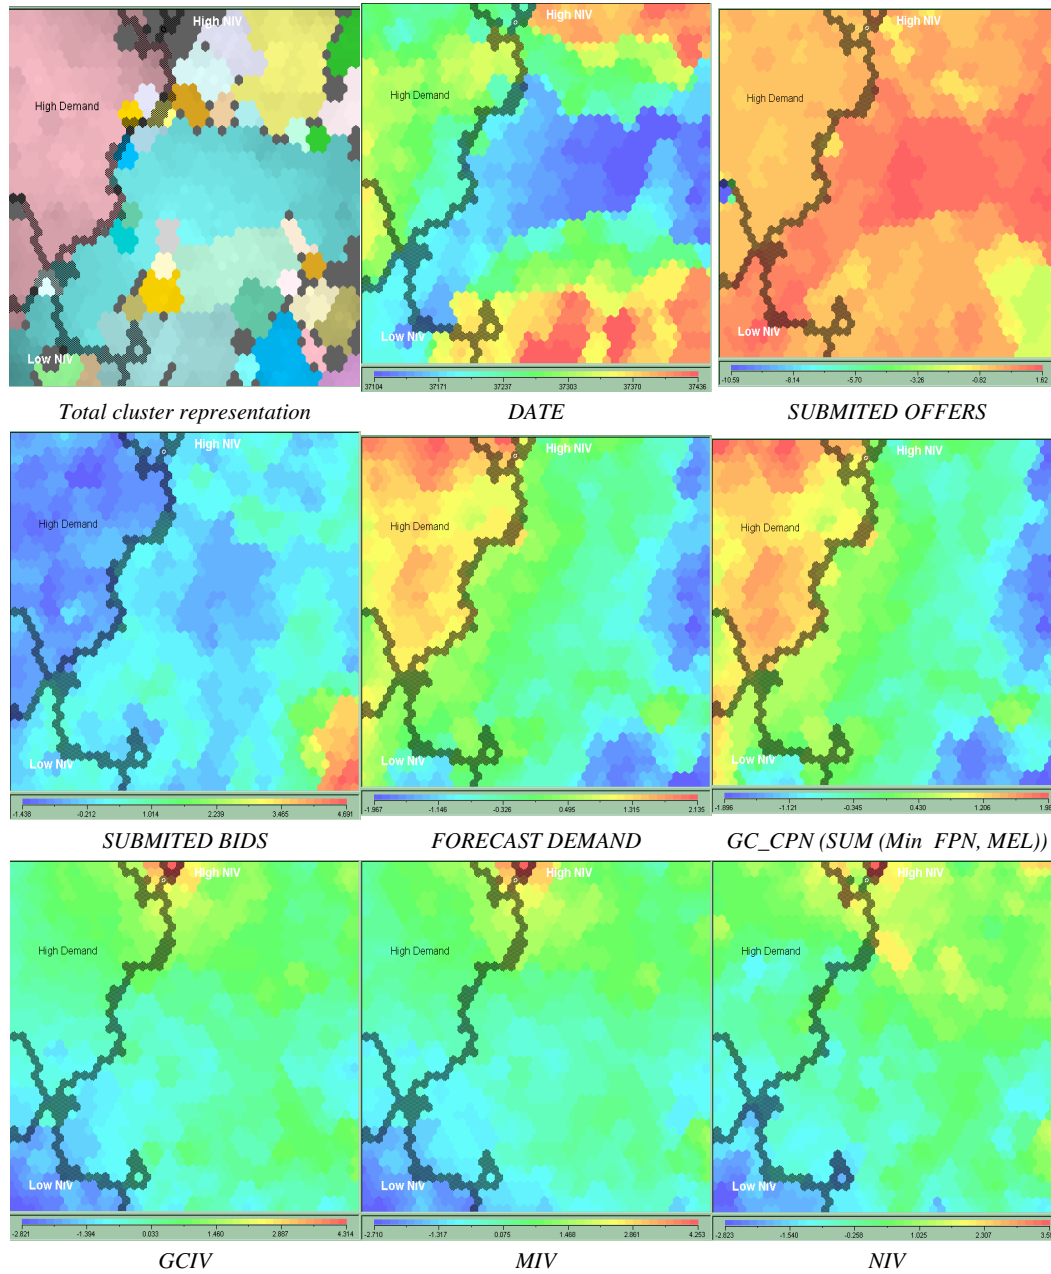 High NIV
High Demand
Low NIV
High NIV
High Demand
Low NIV
37104 37171 37237 37303 37370 37436
High NIV
High Demand
Low NIV
-10.59 -8.14 -5.70 -3.26 -0.82 1.62
Total cluster representation
DATE
SUBMITED OFFERS
High NIV
High Demand
Low NIV
-1.438 -0.212 1.014 2.239 3.465 4.691
High NIV
High Demand
Low NIV
-1.967 -1.146 -0.326 0.495 1.315 2.135
High NIV
High Demand
Low NIV
-1.896 -1.121 -0.345 0.430 1.206 1.98
SUBMITED BIDS
FORECAST DEMAND
GC_CPN (SUM (Min FPN, MEL))
High NIV
High Demand
Low NIV
-2.821 -1.394 0.033 1.460 2.887 4.314
High NIV
High Demand
Low NIV
-2.710 -1.317 0.075 1.468 2.861 4.253
High NIV
High Demand
Low NIV
-2.823 -1.540 -0.258 1.025 2.307 3.59
GCIV
MIV
NIV